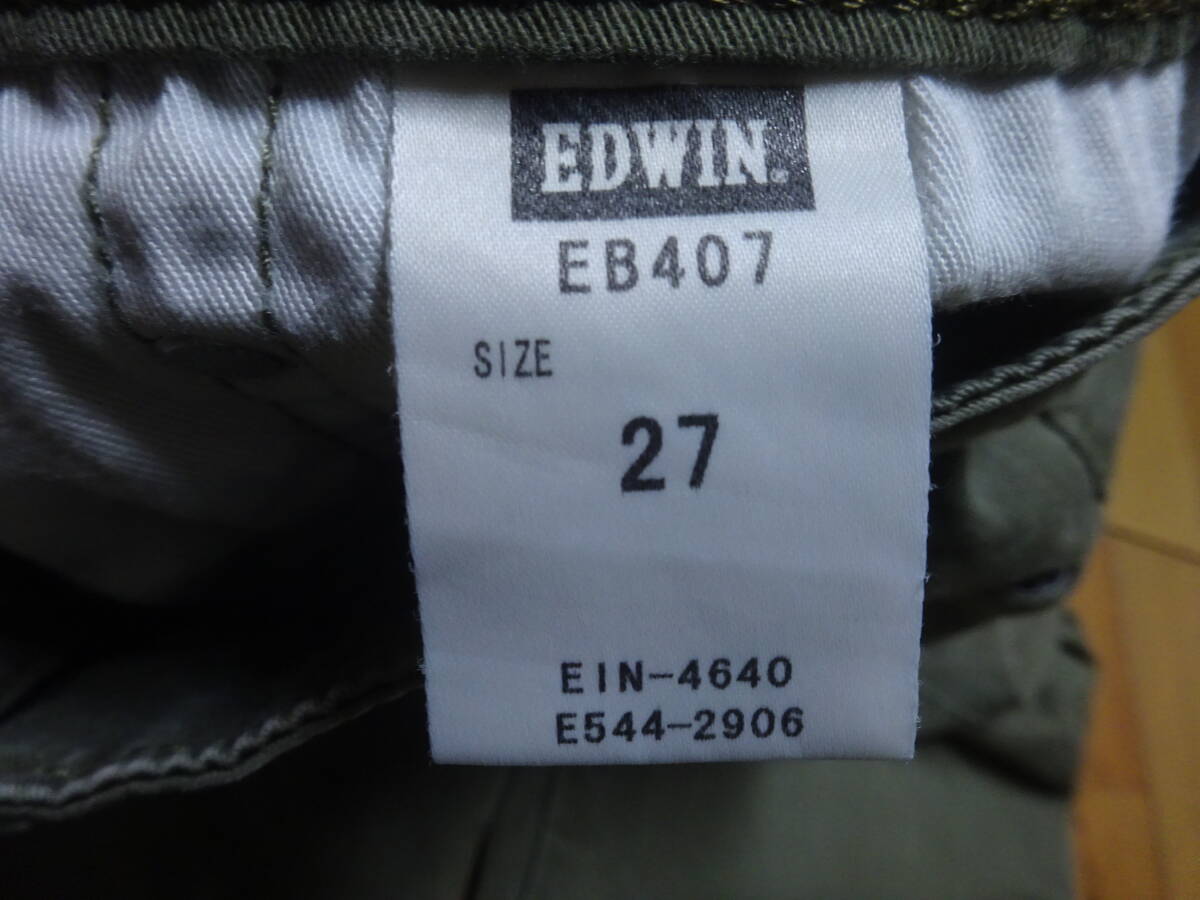 EDWIN.
EB407
SIZE
27
EIN-4640
E544-2906